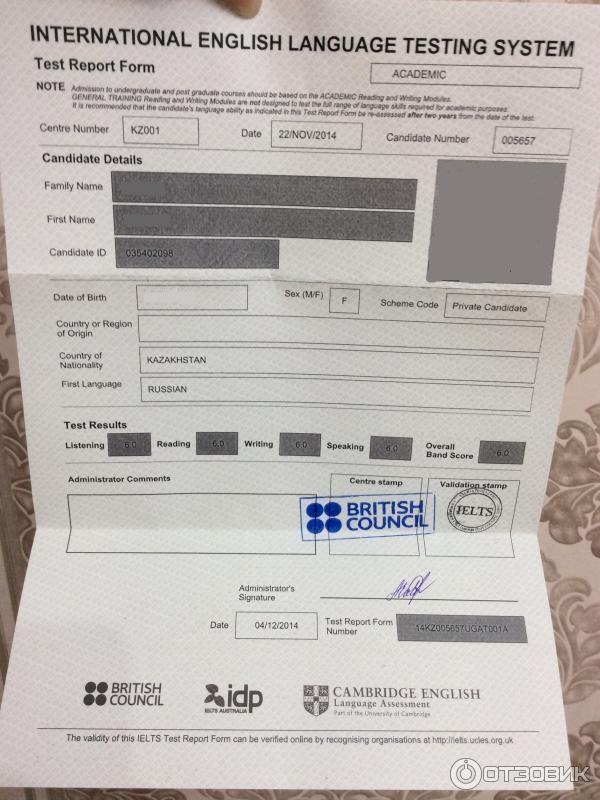 INTERNATIONAL ENGLISH LANGUAGE TESTING SYSTEM
Test Report Form
ACADEMIC
NOTE Admission to undergraduate and post graduate courses should be based on the ACADEMIC Reading and Writing Modules.
GENERAL TRAINING Reading and Writing Modules are not designed to test the full range of language skills required for academic purposes.
It is recommended that the candidate's language ability as indicated in this Test Report Form be re-assessed after two years from the date of the test.
Centre Number KZ001 Date 22/NOV/2014 Candidate Number 005657
Candidate Details
Family Name
First Name
Candidate ID 035402098
Date of Birth Sex (M/F) F Scheme Code Private Candidate
Country or Region
of Origin
Country of
Nationality KAZAKHSTAN
First Language RUSSIAN
Test Results
Listening 6.0 Reading 6.0 Writing 6.0 Speaking 6.0 Overall
Band Score 6.0
Administrator Comments
Centre stamp
Validation stamp
BRITISH
COUNCIL
IELTS
Administrator's
Signature
Date 04/12/2014 Test Report Form
Number 14KZ005657UGAT001A
BRITISH
COUNCIL
idp
IELTS AUSTRALIA
CAMBRIDGE ENGLISH
Language Assessment
Part of the University of Cambridge
The validity of this IELTS Test Report Form can be verified online by recognising organisations at http://ielts.ucles.org.uk
ОТЗОВИК